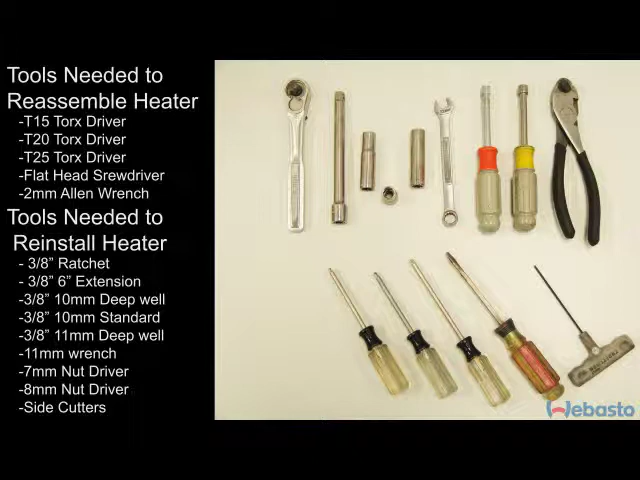 Tools Needed to
Reassemble Heater
-T15 Torx Driver
-T20 Torx Driver
-T25 Torx Driver
-Flat Head Srewdriver
-2mm Allen Wrench
Tools Needed to
Reinstall Heater
- 3/8” Ratchet
- 3/8” 6” Extension
-3/8” 10mm Deep well
-3/8” 10mm Standard
-3/8” 11mm Deep well
-11mm wrench
-7mm Nut Driver
-8mm Nut Driver
-Side Cutters
Webasto